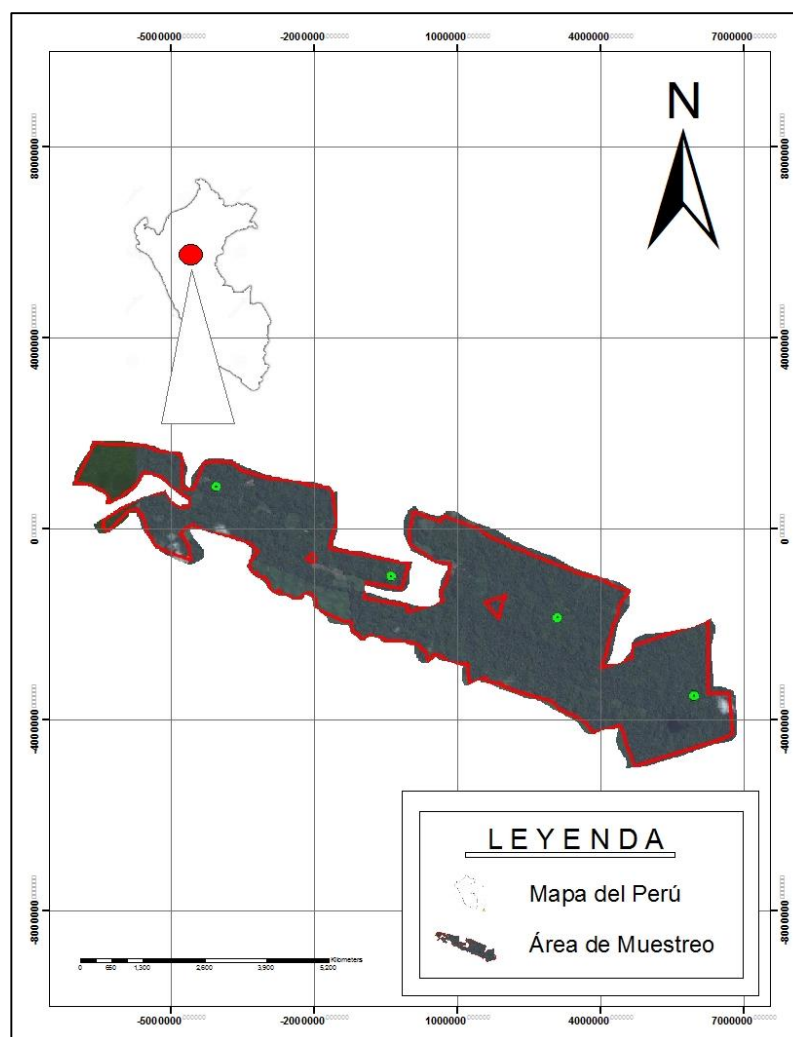 -5000000 -2000000 1000000 4000000 7000000
N
8000000 8000000
4000000 4000000
0 0
-4000000 -4000000
-8000000 -8000000
LEYENDA
Mapa del Perú
Área de Muestreo
Kilometers
0 650 1,300 2,600 3,900 5,200
-5000000 -2000000 1000000 4000000 7000000